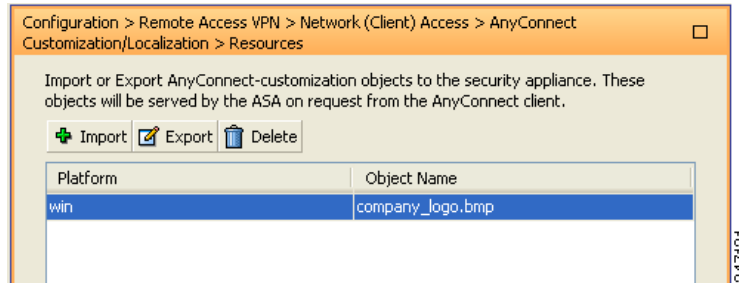 Configuration > Remote Access VPN > Network (Client) Access > AnyConnect
Customization/Localization > Resources
Import or Export AnyConnect-customization objects to the security appliance. These
objects will be served by the ASA on request from the AnyConnect client.
Import Export Delete
Platform Object Name
win company_logo.bmp